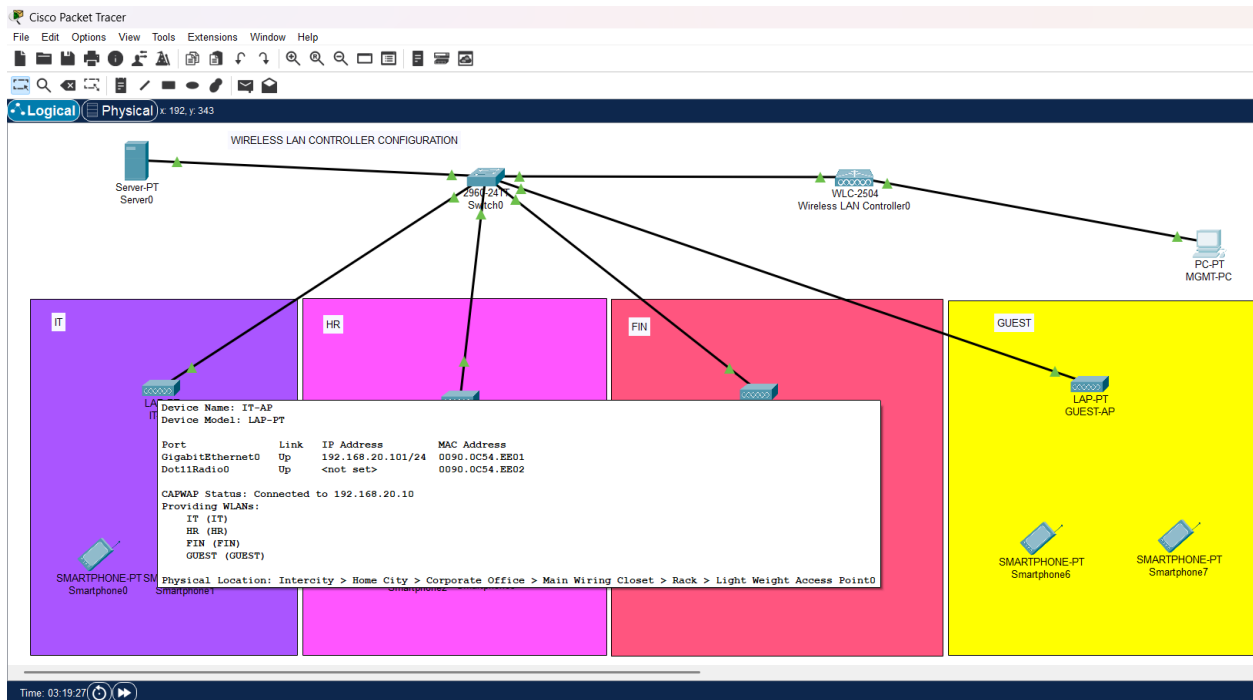 Cisco Packet Tracer
File Edit Options View Tools Extensions Window Help
Logical Physical x: 192, y: 343
WIRELESS LAN CONTROLLER CONFIGURATION
Server-PT
Server0
2960-24TT
Switch0
WLC-2504
Wireless LAN Controller0
PC-PT
MGMT-PC
IT
HR
FIN
GUEST
LAP-PT
GUEST-AP
Device Name: IT-AP
Device Model: LAP-PT
Port Link IP Address MAC Address
GigabitEthernet0 Up 192.168.20.101/24 0090.0C54.EE01
Dot11Radio0 Up <not set> 0090.0C54.EE02
CAPWAP Status: Connected to 192.168.20.10
Providing WLANs:
IT (IT)
HR (HR)
FIN (FIN)
GUEST (GUEST)
Physical Location: Intercity > Home City > Corporate Office > Main Wiring Closet > Rack > Light Weight Access Point0
SMARTPHONE-PT SM
Smartphone0 Smartphone1
SMARTPHONE-PT
Smartphone6
SMARTPHONE-PT
Smartphone7
Time: 03:19:27